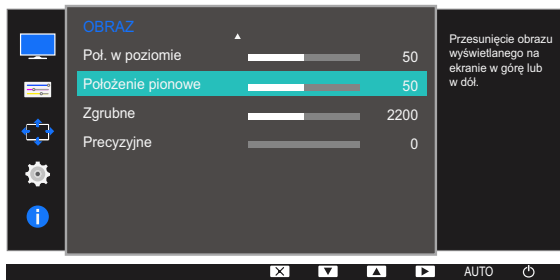 OBRAZ
Poł. w poziomie 50
Położenie pionowe 50
Zgrubne 2200
Precyzyjne 0
Przesunięcie obrazu
wyświetlanego na
ekranie w górę lub
w dół.
AUTO